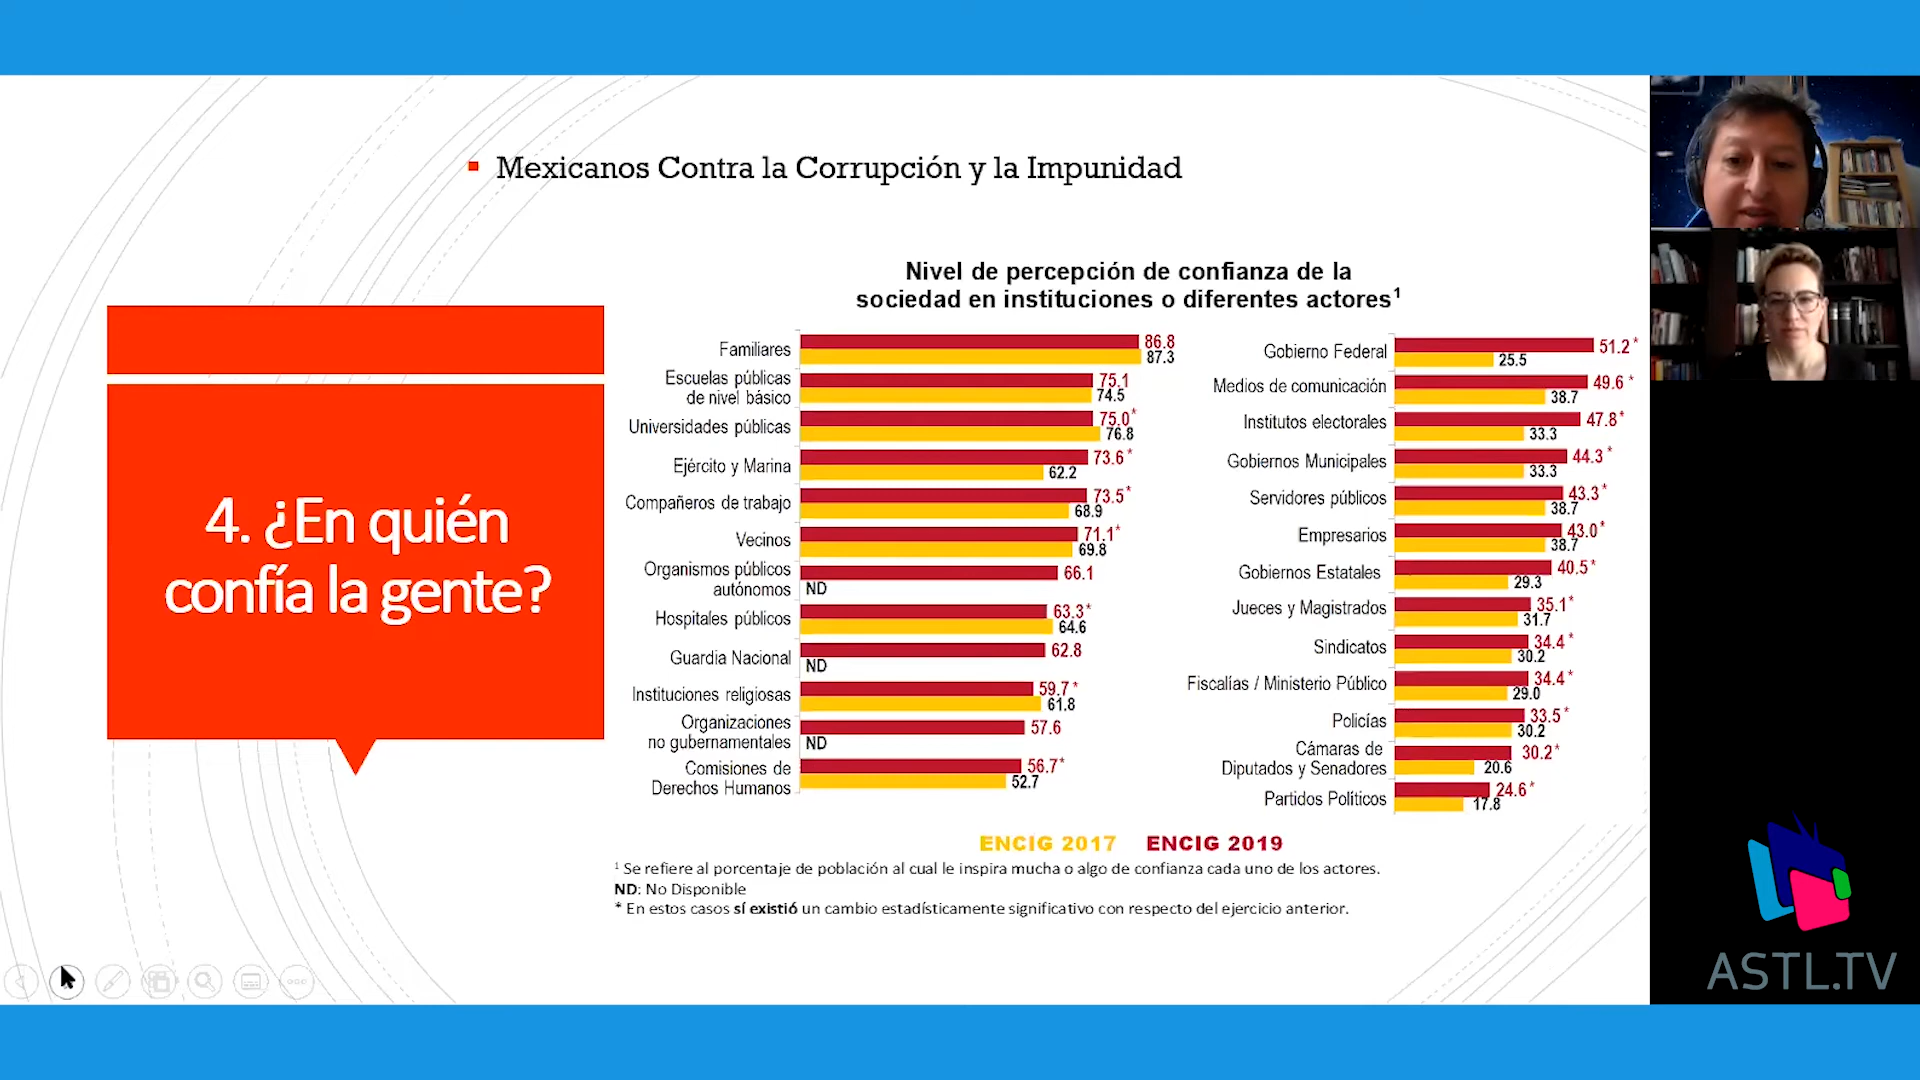 Mexicanos Contra la Corrupción y la Impunidad
4. ¿En quién
confía la gente?
Nivel de percepción de confianza de la
sociedad en instituciones o diferentes actores¹
Familiares 86.8 87.3
Escuelas públicas
de nivel básico 75.1 74.5
Universidades públicas 75.0* 76.8
Ejército y Marina 73.6* 62.2
Compañeros de trabajo 73.5* 68.9
Vecinos 71.1* 69.8
Organismos públicos
autónomos 66.1 ND
Hospitales públicos 63.3* 64.6
Guardia Nacional 62.8 ND
Instituciones religiosas 59.7* 61.8
Organizaciones
no gubernamentales 57.6 ND
Comisiones de
Derechos Humanos 56.7* 52.7
Gobierno Federal 51.2* 25.5
Medios de comunicación 49.6* 38.7
Institutos electorales 47.8* 33.3
Gobiernos Municipales 44.3* 33.3
Servidores públicos 43.3* 38.7
Empresarios 43.0* 38.7
Gobiernos Estatales 40.5* 29.3
Jueces y Magistrados 35.1* 31.7
Sindicatos 34.4* 30.2
Fiscalías / Ministerio Público 34.4* 29.0
Policías 33.5* 30.2
Cámaras de
Diputados y Senadores 30.2* 20.6
Partidos Políticos 24.6* 17.8
ENCIG 2017 ENCIG 2019
¹ Se refiere al porcentaje de población al cual le inspira mucha o algo de confianza cada uno de los actores.
ND: No Disponible
* En estos casos sí existió un cambio estadísticamente significativo con respecto del ejercicio anterior.
ASTL.TV